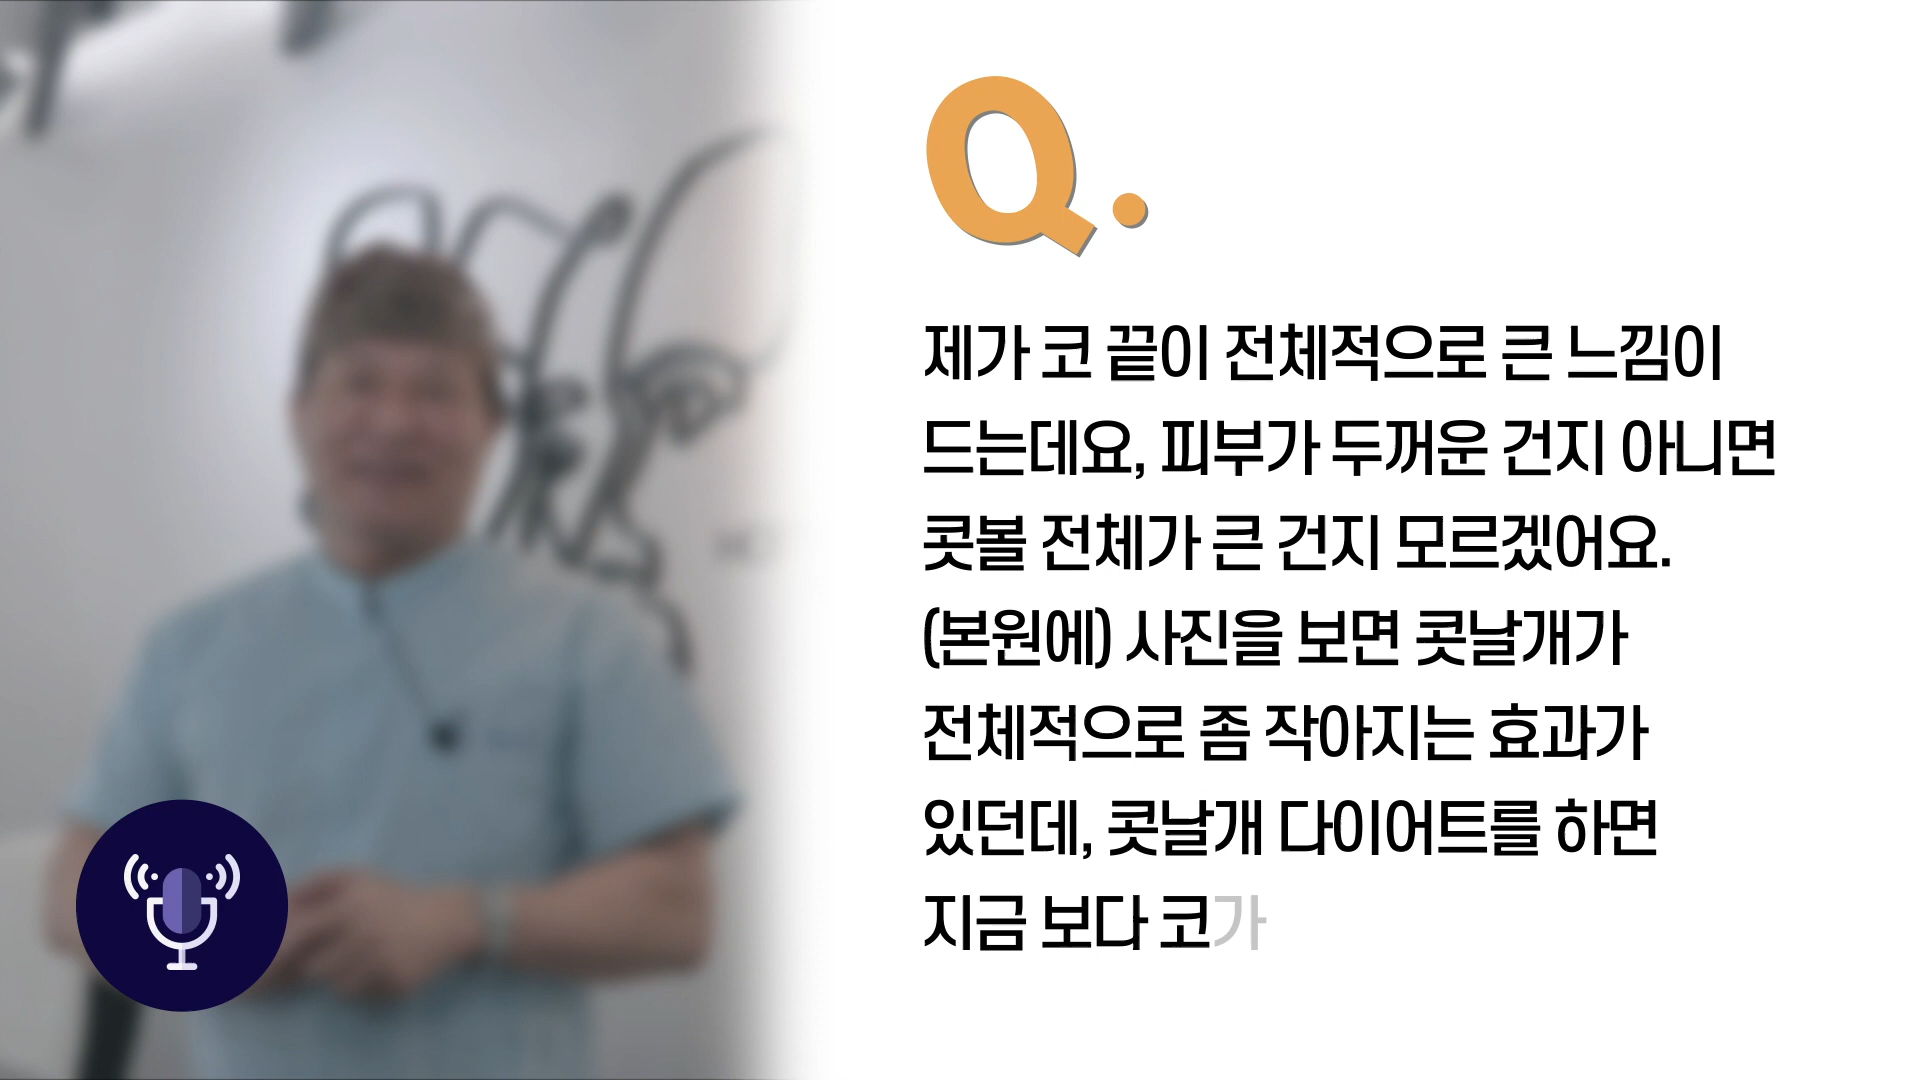 Q.
제가 코 끝이 전체적으로 큰 느낌이
드는데요, 피부가 두꺼운 건지 아니면
콧볼 전체가 큰 건지 모르겠어요.
(본원에) 사진을 보면 콧날개가
전체적으로 좀 작아지는 효과가
있던데, 콧날개 다이어트를 하면
지금 보다 코가